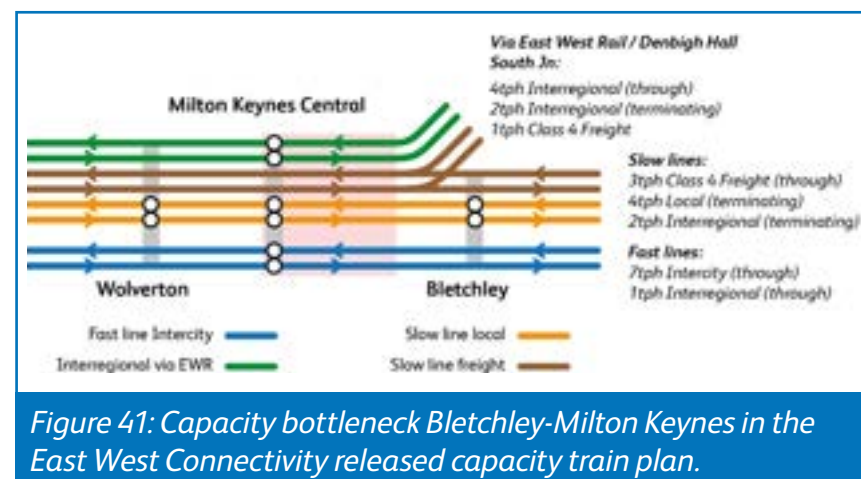 Via East West Rail / Denbigh Hall
South Jn:
4tph Interregional (through)
2tph Interregional (terminating)
1tph Class 4 Freight
Milton Keynes Central
Slow lines:
3tph Class 4 Freight (through)
4tph Local (terminating)
2tph Interregional (terminating)
Fast lines:
7tph Intercity (through)
1tph Interregional (through)
Wolverton
Bletchley
Fast line Intercity
Slow line local
Interregional via EWR
Slow line freight
Figure 41: Capacity bottleneck Bletchley-Milton Keynes in the
East West Connectivity released capacity train plan.